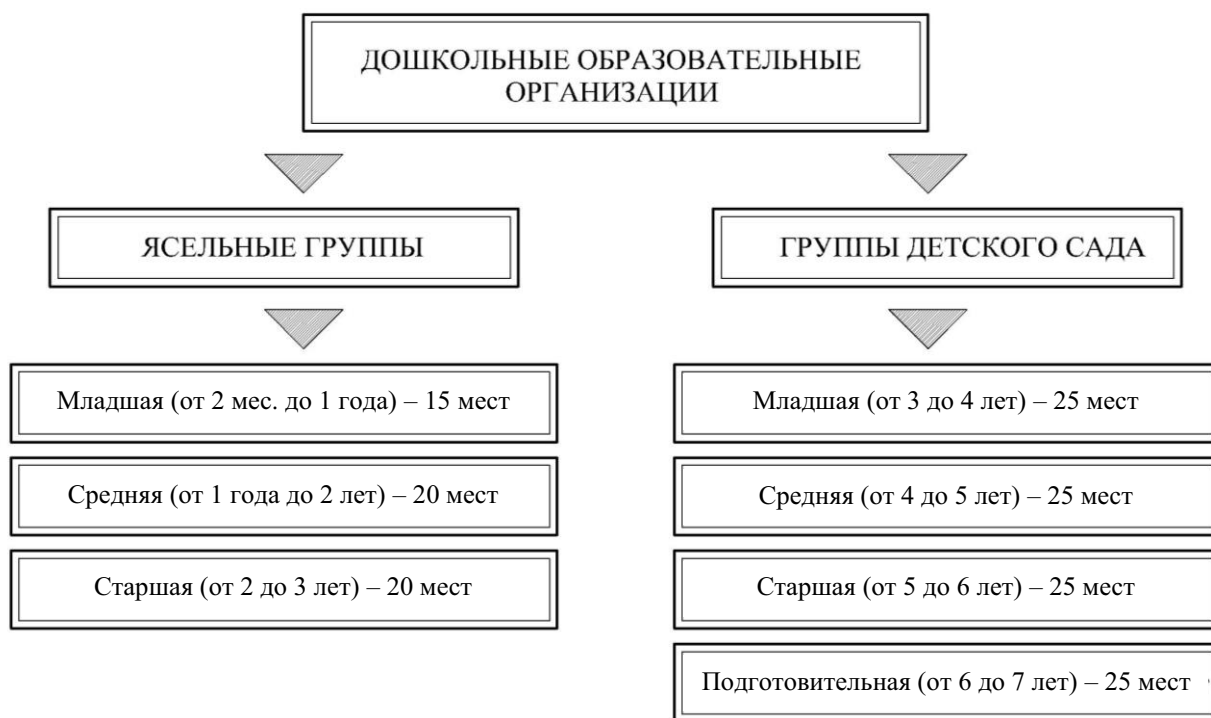 ДОШКОЛЬНЫЕ ОБРАЗОВАТЕЛЬНЫЕ
ОРГАНИЗАЦИИ
ЯСЕЛЬНЫЕ ГРУППЫ
ГРУППЫ ДЕТСКОГО САДА
Младшая (от 2 мес. до 1 года) – 15 мест
Младшая (от 3 до 4 лет) – 25 мест
Средняя (от 1 года до 2 лет) – 20 мест
Средняя (от 4 до 5 лет) – 25 мест
Старшая (от 2 до 3 лет) – 20 мест
Старшая (от 5 до 6 лет) – 25 мест
Подготовительная (от 6 до 7 лет) – 25 мест